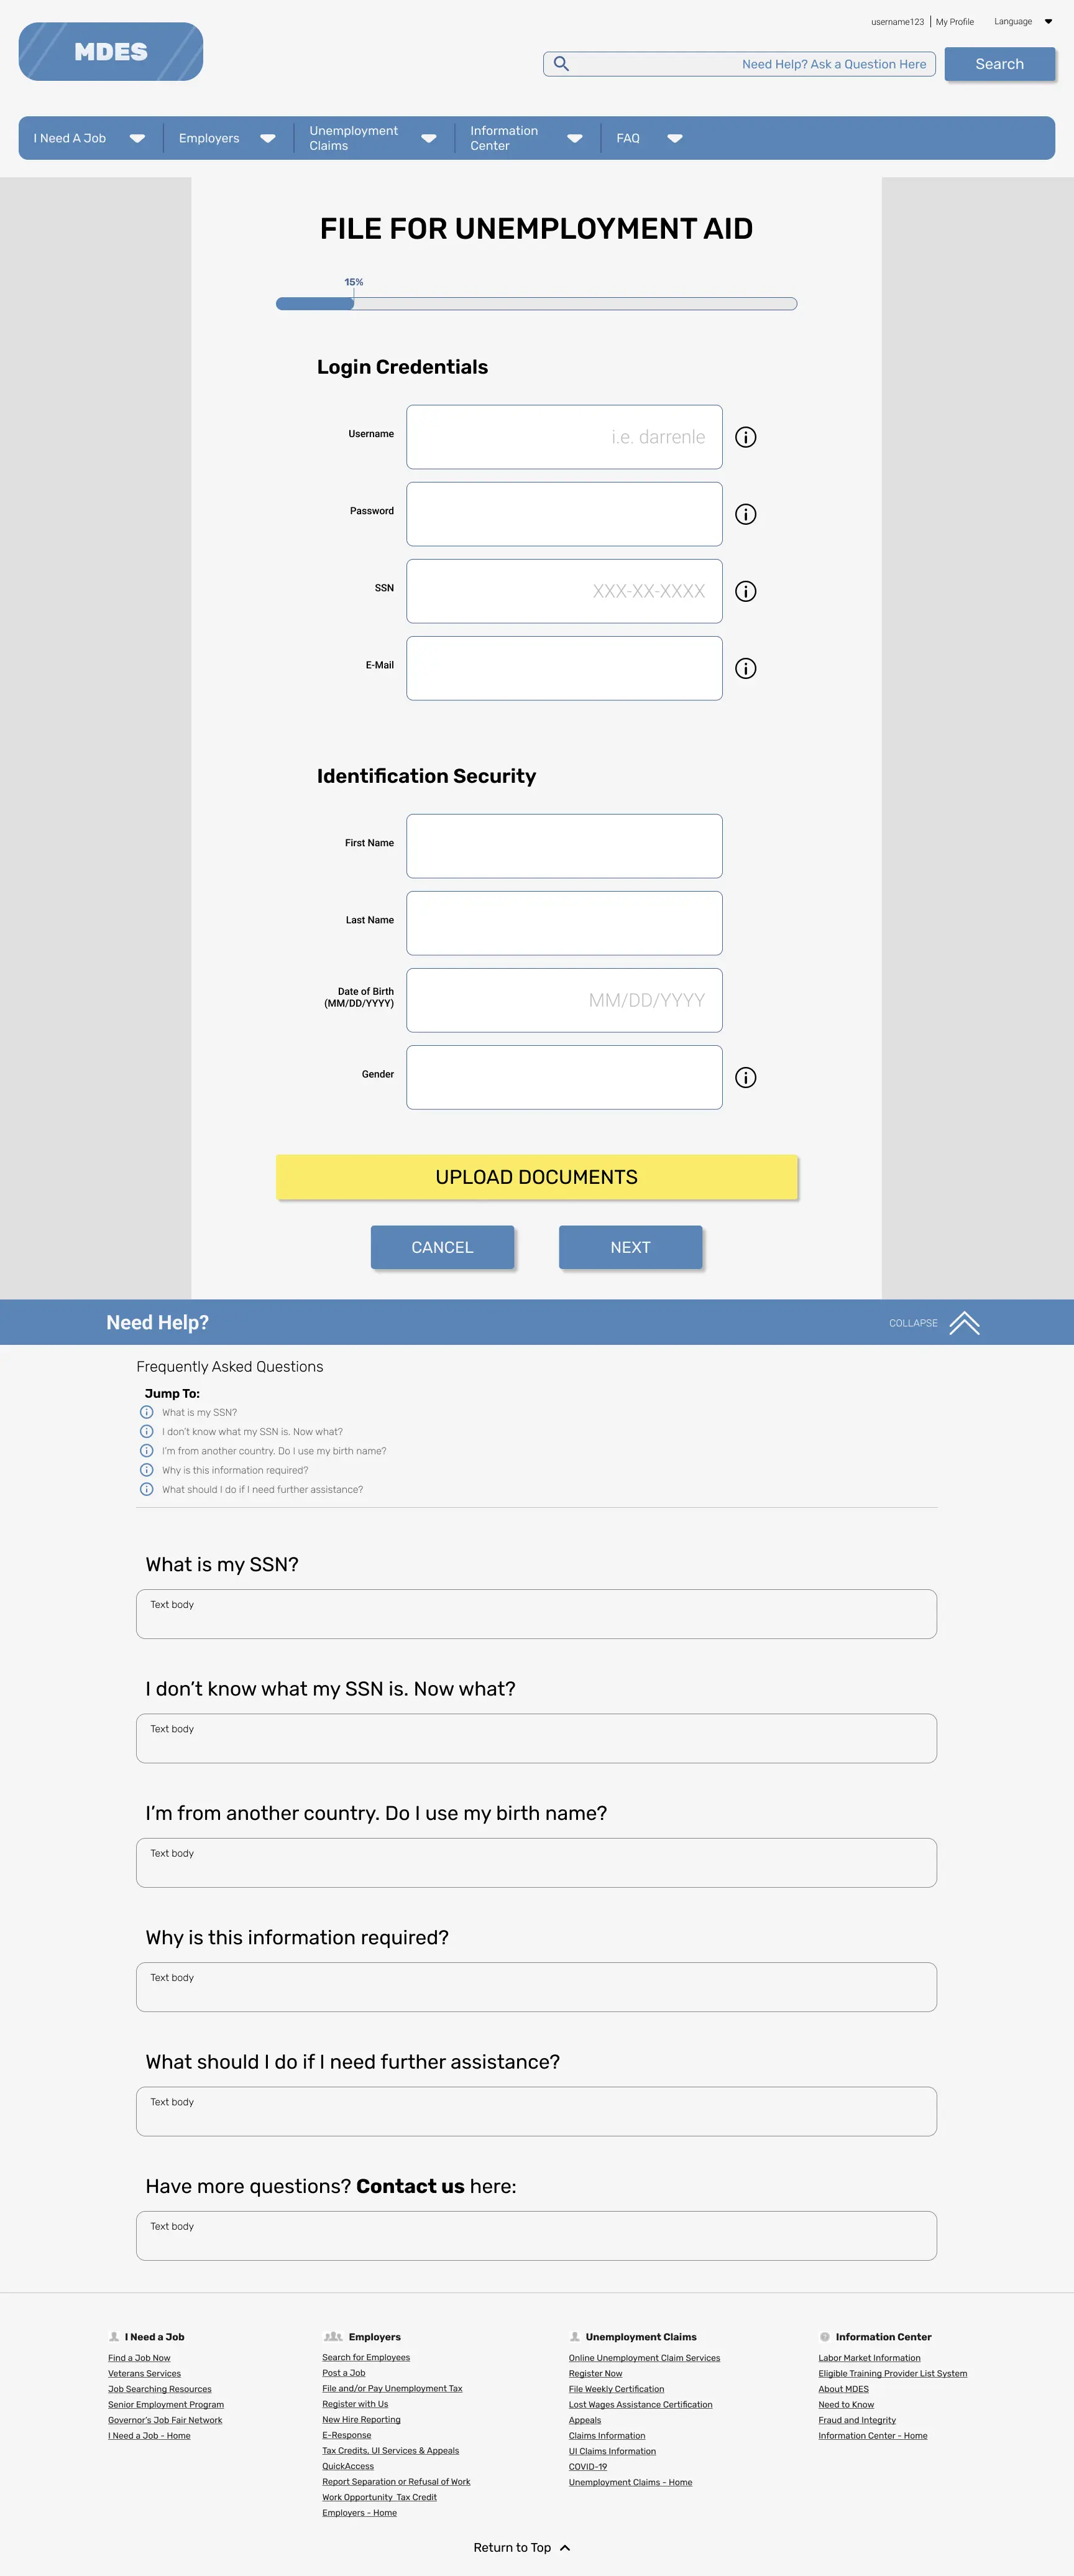 MDES
username123 | My Profile Language
Need Help? Ask a Question Here
Search
I Need A Job
Employers
Unemployment
Claims
Information
Center
FAQ
FILE FOR UNEMPLOYMENT AID
15%
Login Credentials
Username
i.e. darrenle
Password
SSN
XXX-XX-XXXX
E-Mail
Identification Security
First Name
Last Name
Date of Birth
(MM/DD/YYYY)
MM/DD/YYYY
Gender
UPLOAD DOCUMENTS
CANCEL
NEXT
Need Help?
COLLAPSE
Frequently Asked Questions
Jump To:
What is my SSN?
I don’t know what my SSN is. Now what?
I’m from another country. Do I use my birth name?
Why is this information required?
What should I do if I need further assistance?
What is my SSN?
Text body
I don’t know what my SSN is. Now what?
Text body
I’m from another country. Do I use my birth name?
Text body
Why is this information required?
Text body
What should I do if I need further assistance?
Text body
Have more questions? Contact us here:
Text body
I Need a Job
Find a Job Now
Veterans Services
Job Searching Resources
Senior Employment Program
Governor’s Job Fair Network
I Need a Job - Home
Employers
Search for Employees
Post a Job
File and/or Pay Unemployment Tax
Register with Us
New Hire Reporting
E-Response
Tax Credits, UI Services & Appeals
QuickAccess
Report Separation or Refusal of Work
Work Opportunity Tax Credit
Employers - Home
Unemployment Claims
Online Unemployment Claim Services
Register Now
File Weekly Certification
Lost Wages Assistance Certification
Appeals
Claims Information
UI Claims Information
COVID-19
Unemployment Claims - Home
Information Center
Labor Market Information
Eligible Training Provider List System
About MDES
Need to Know
Fraud and Integrity
Information Center - Home
Return to Top